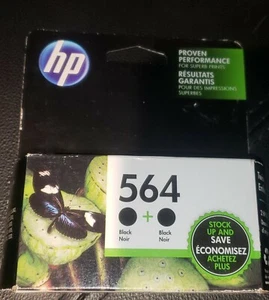 hp
PROVEN
PERFORMANCE
FOR SUPERB PRINTS
RÉSULTATS
GARANTIS
POUR DES IMPRESSIONS
SUPERBES
564
+
Black
Noir
Black
Noir
STOCK
UP AND
SAVE
ÉCONOMISEZ
ACHETEZ
PLUS